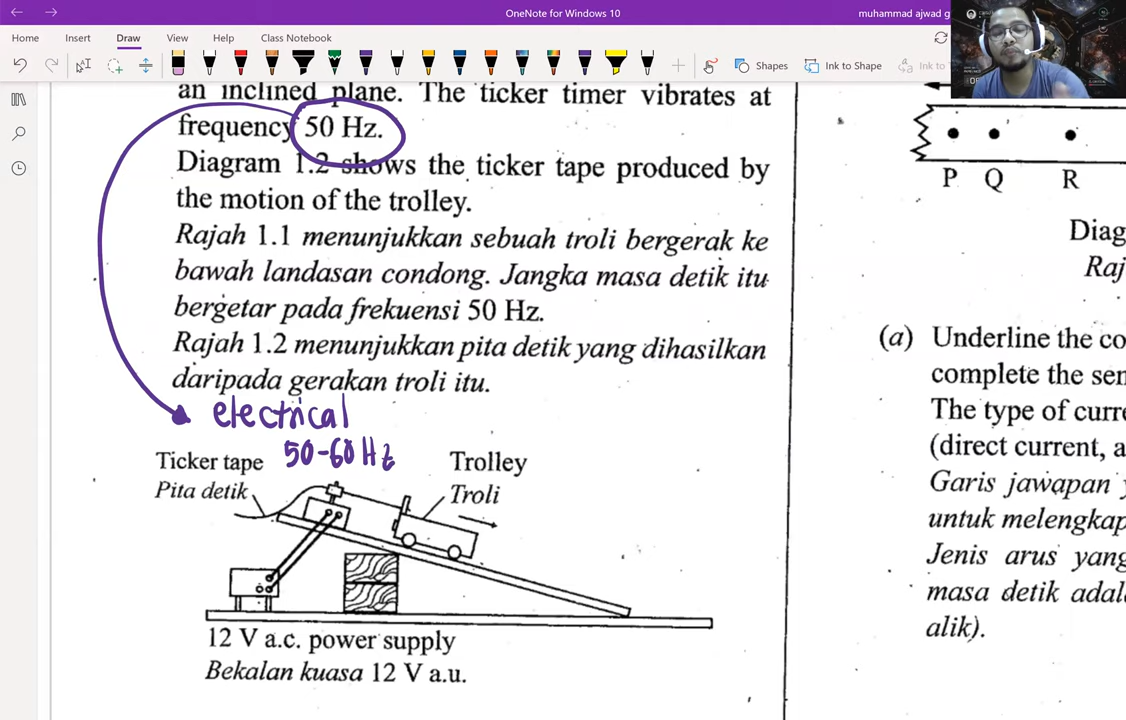 OneNote for Windows 10
muhammad ajwad g
Home Insert Draw View Help Class Notebook
Shapes Ink to Shape Ink to
an inclined plane. The ticker timer vibrates at
frequency 50 Hz.
Diagram 1.2 shows the ticker tape produced by
the motion of the trolley.
Rajah 1.1 menunjukkan sebuah troli bergerak ke
bawah landasan condong. Jangka masa detik itu
bergetar pada frekuensi 50 Hz.
Rajah 1.2 menunjukkan pita detik yang dihasilkan
daripada gerakan troli itu.
electrical
50-60 Hz
Ticker tape
Pita detik
Trolley
Troli
12 V a.c. power supply
Bekalan kuasa 12 V a.u.
P Q R
Diag
Raj
(a) Underline the co
complete the sen
The type of curre
(direct current, a
Garis jawapan y
untuk melengkap
Jenis arus yang
masa detik adal
alik).